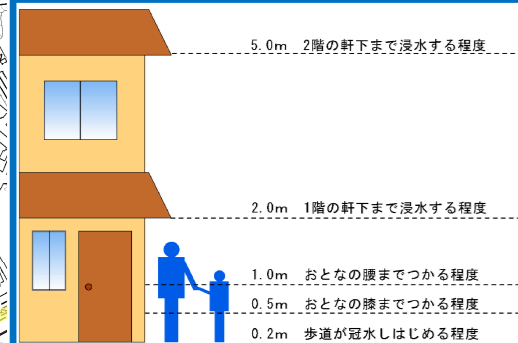 5.0m 2階の軒下まで浸水する程度
2.0m 1階の軒下まで浸水する程度
1.0m おとなの腰までつかる程度
0.5m おとなの膝までつかる程度
0.2m 歩道が冠水しはじめる程度